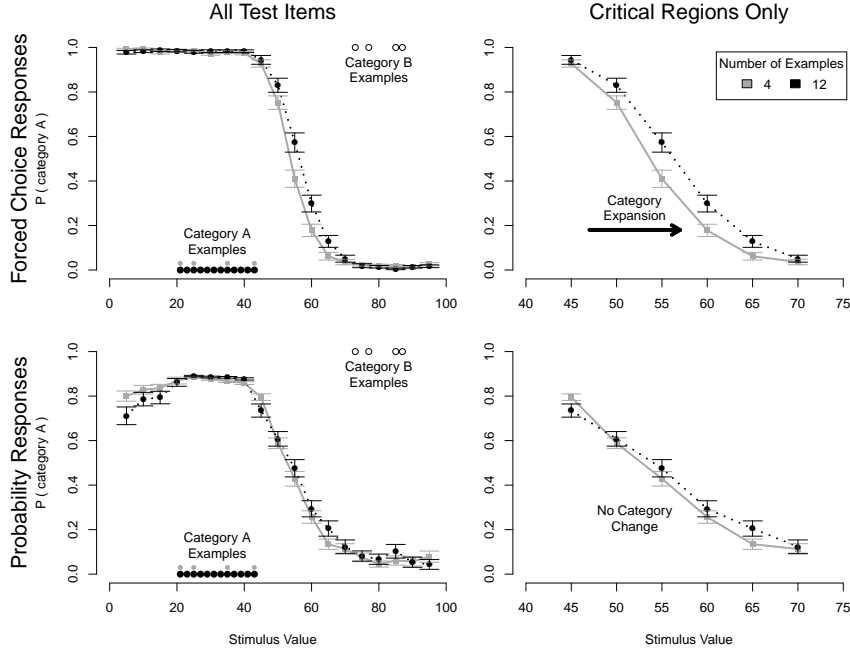 All Test Items
Critical Regions Only
Forced Choice Responses
P ( category A )
0.0 0.2 0.4 0.6 0.8 1.0
Category B
Examples
Category A
Examples
0 20 40 60 80 100
0.0 0.2 0.4 0.6 0.8 1.0
Number of Examples
4 12
Category
Expansion
40 45 50 55 60 65 70 75
Probability Responses
P ( category A )
0.0 0.2 0.4 0.6 0.8 1.0
Category B
Examples
Category A
Examples
0 20 40 60 80 100
Stimulus Value
0.0 0.2 0.4 0.6 0.8 1.0
No Category
Change
40 45 50 55 60 65 70 75
Stimulus Value